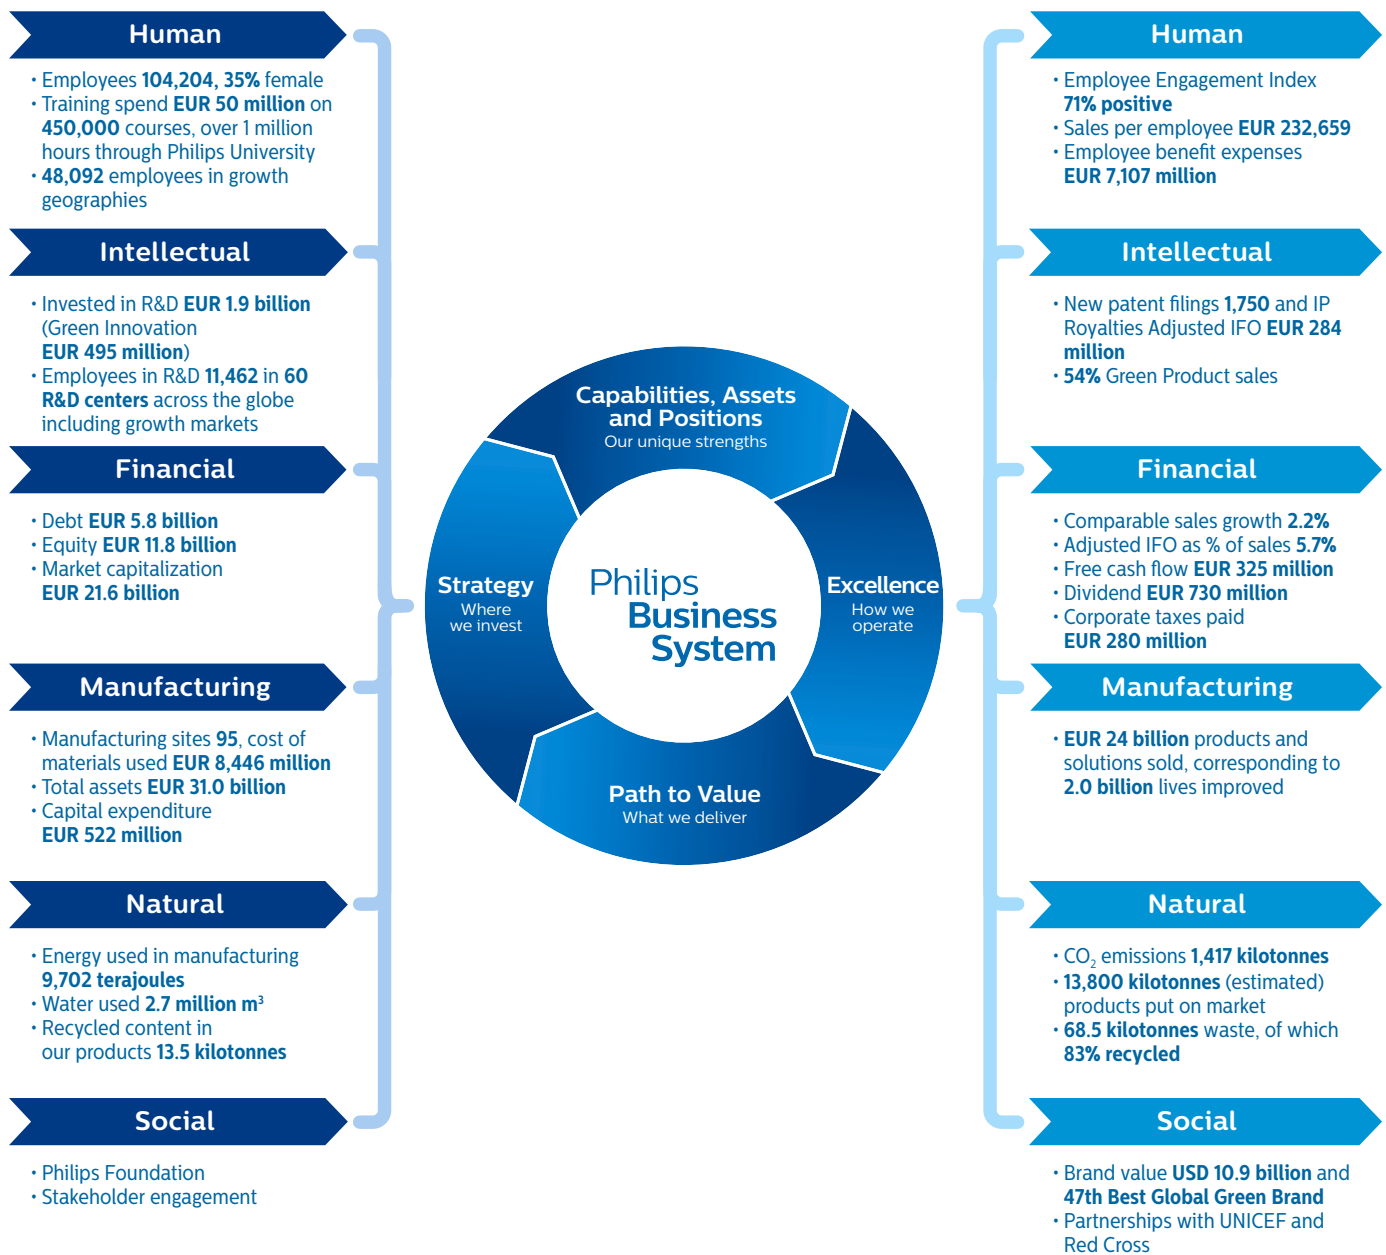 Human
• Employees 104,204, 35% female
• Training spend EUR 50 million on
450,000 courses, over 1 million
hours through Philips University
• 48,092 employees in growth
geographies
Intellectual
• Invested in R&D EUR 1.9 billion
(Green Innovation
EUR 495 million)
• Employees in R&D 11,462 in 60
R&D centers across the globe
including growth markets
Financial
• Debt EUR 5.8 billion
• Equity EUR 11.8 billion
• Market capitalization
EUR 21.6 billion
Manufacturing
• Manufacturing sites 95, cost of
materials used EUR 8,446 million
• Total assets EUR 31.0 billion
• Capital expenditure
EUR 522 million
Natural
• Energy used in manufacturing
9,702 terajoules
• Water used 2.7 million m³
• Recycled content in
our products 13.5 kilotonnes
Social
• Philips Foundation
• Stakeholder engagement
Capabilities, Assets
and Positions
Our unique strengths
Strategy
Where
we invest
Philips
Business
System
Excellence
How we
operate
Path to Value
What we deliver
Human
• Employee Engagement Index
71% positive
• Sales per employee EUR 232,659
• Employee benefit expenses
EUR 7,107 million
Intellectual
• New patent filings 1,750 and IP
Royalties Adjusted IFO EUR 284
million
• 54% Green Product sales
Financial
• Comparable sales growth 2.2%
• Adjusted IFO as % of sales 5.7%
• Free cash flow EUR 325 million
• Dividend EUR 730 million
• Corporate taxes paid
EUR 280 million
Manufacturing
• EUR 24 billion products and
solutions sold, corresponding to
2.0 billion lives improved
Natural
• CO₂ emissions 1,417 kilotonnes
• 13,800 kilotonnes (estimated)
products put on market
• 68.5 kilotonnes waste, of which
83% recycled
Social
• Brand value USD 10.9 billion and
47th Best Global Green Brand
• Partnerships with UNICEF and
Red Cross